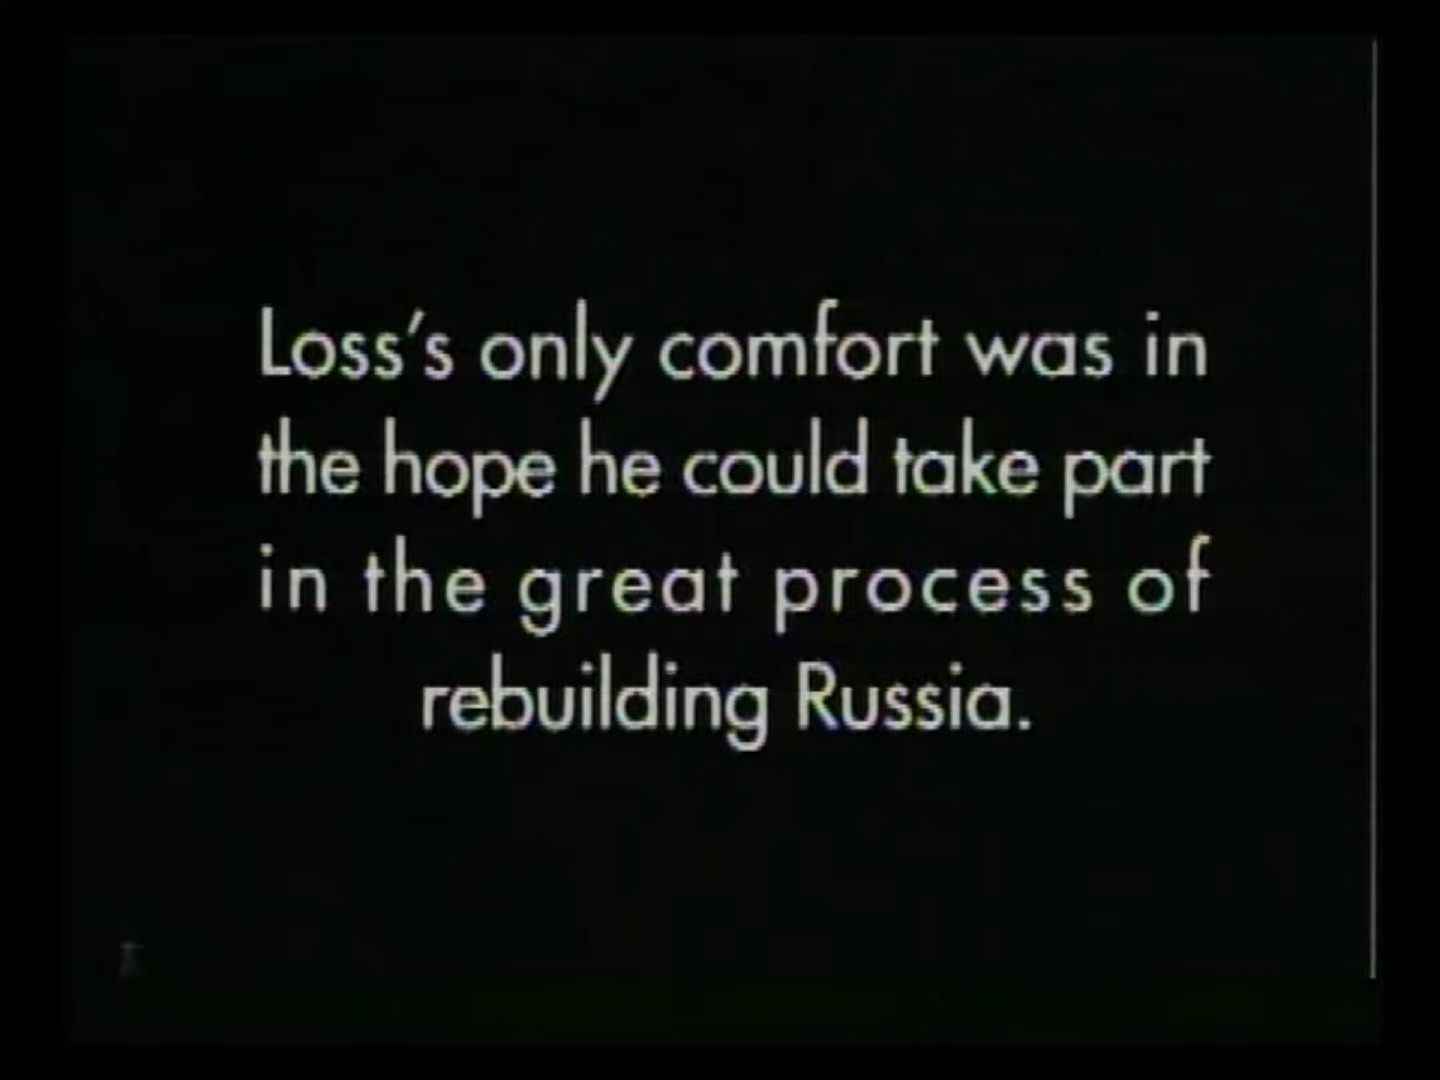 Loss's only comfort was in
the hope he could take part
in the great process of
rebuilding Russia.